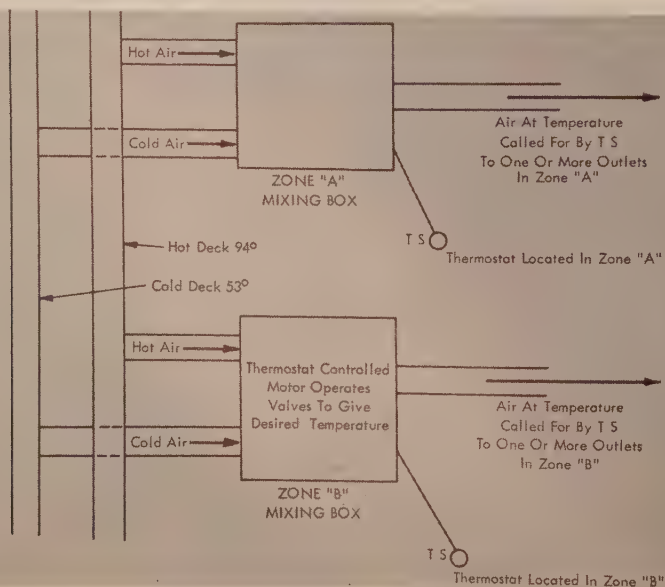 Hot Air
Cold Air
ZONE "A"
MIXING BOX
Air At Temperature
Called For By T S
To One Or More Outlets
In Zone "A"
T S
Thermostat Located In Zone "A"
Hot Deck 94°
Cold Deck 53°
Hot Air
Cold Air
Thermostat Controlled
Motor Operates
Valves To Give
Desired Temperature
ZONE "B"
MIXING BOX
Air At Temperature
Called For By T S
To One Or More Outlets
In Zone "B"
T S
Thermostat Located In Zone "B"